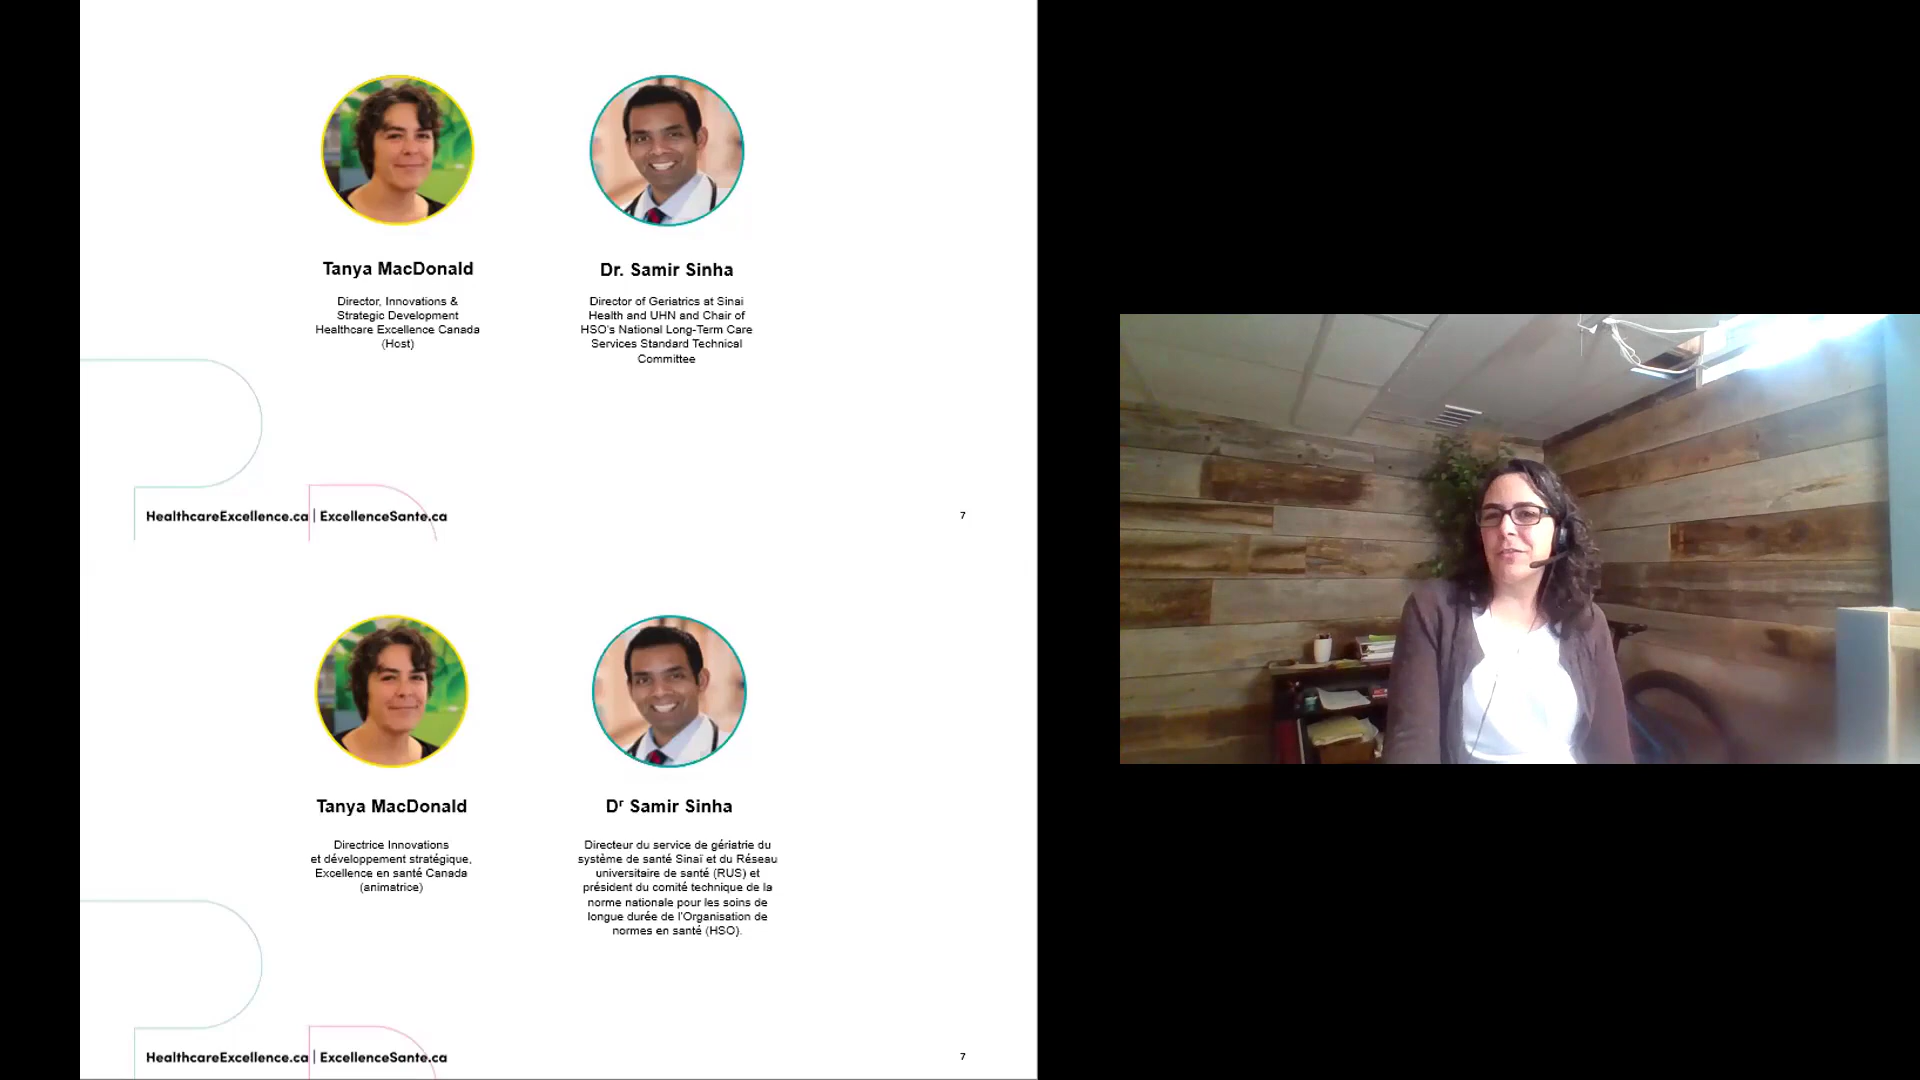 Tanya MacDonald
Director, Innovations &
Strategic Development
Healthcare Excellence Canada
(Host)
Dr. Samir Sinha
Director of Geriatrics at Sinai
Health and UHN and Chair of
HSO's National Long-Term Care
Services Standard Technical
Committee
HealthcareExcellence.ca | ExcellenceSante.ca
7
Tanya MacDonald
Directrice Innovations
et développement stratégique,
Excellence en santé Canada
(animatrice)
Dʳ Samir Sinha
Directeur du service de gériatrie du
système de santé Sinaï et du Réseau
universitaire de santé (RUS) et
président du comité technique de la
norme nationale pour les soins de
longue durée de l'Organisation de
normes en santé (HSO).
HealthcareExcellence.ca | ExcellenceSante.ca
7